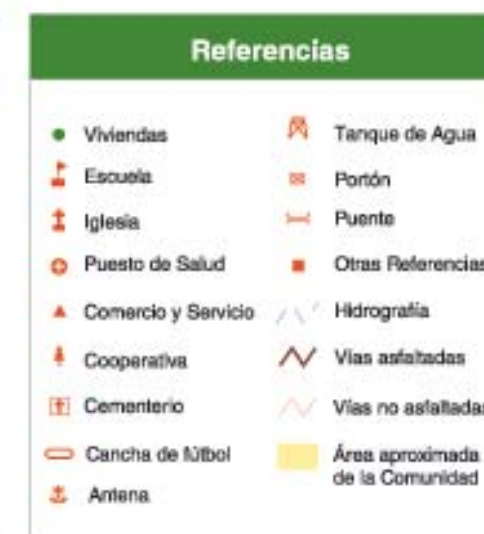 Referencias
Viviendas
Escuela
Iglesia
Puesto de Salud
Comercio y Servicio
Cooperativa
Cementerio
Cancha de fútbol
Antena
Tanque de Agua
Portón
Puente
Otras Referencias
Hidrografía
Vías asfaltadas
Vías no asfaltadas
Área aproximada
de la Comunidad